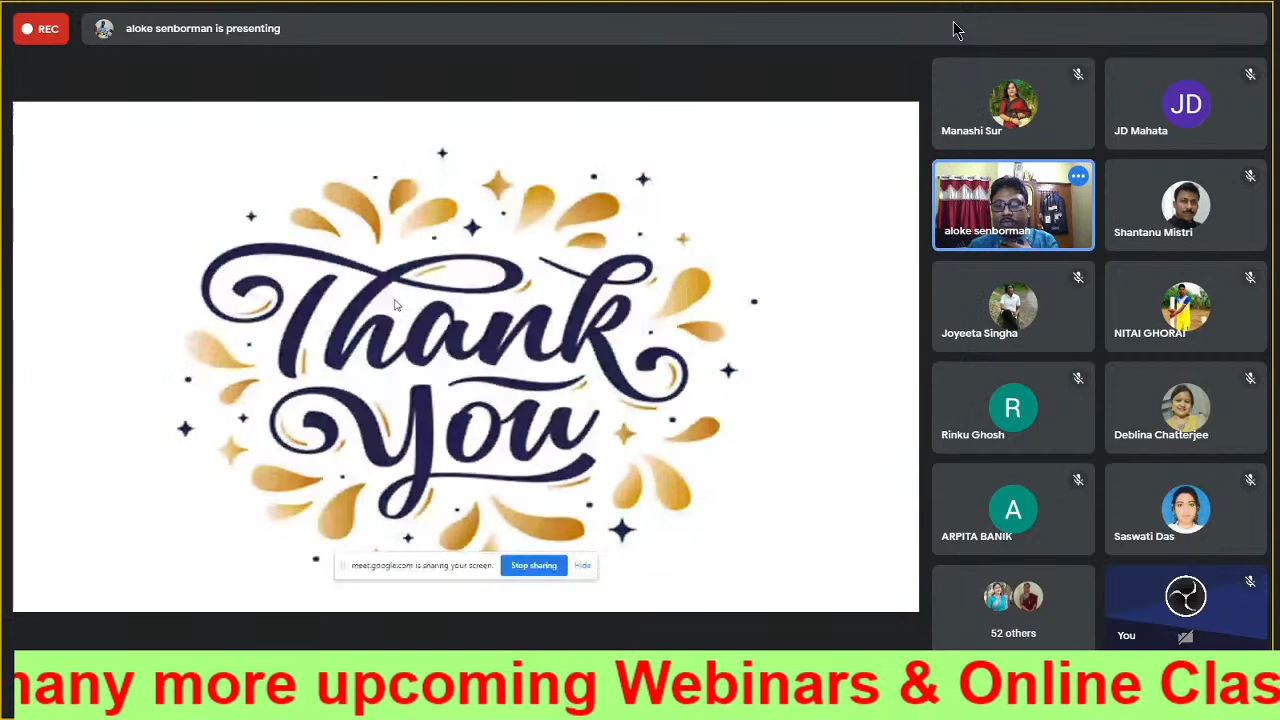 REC
aloke senborman is presenting
Manashi Sur
JD
JD Mahata
aloke senborman
Shantanu Mistri
Joyeeta Singha
NITAI GHORAI
R
Rinku Ghosh
Deblina Chatterjee
A
ARPITA BANIK
Saswati Das
52 others
You
Thank
You
meet.google.com is sharing your screen.
Stop sharing
Hide
many more upcoming Webinars & Online Clas